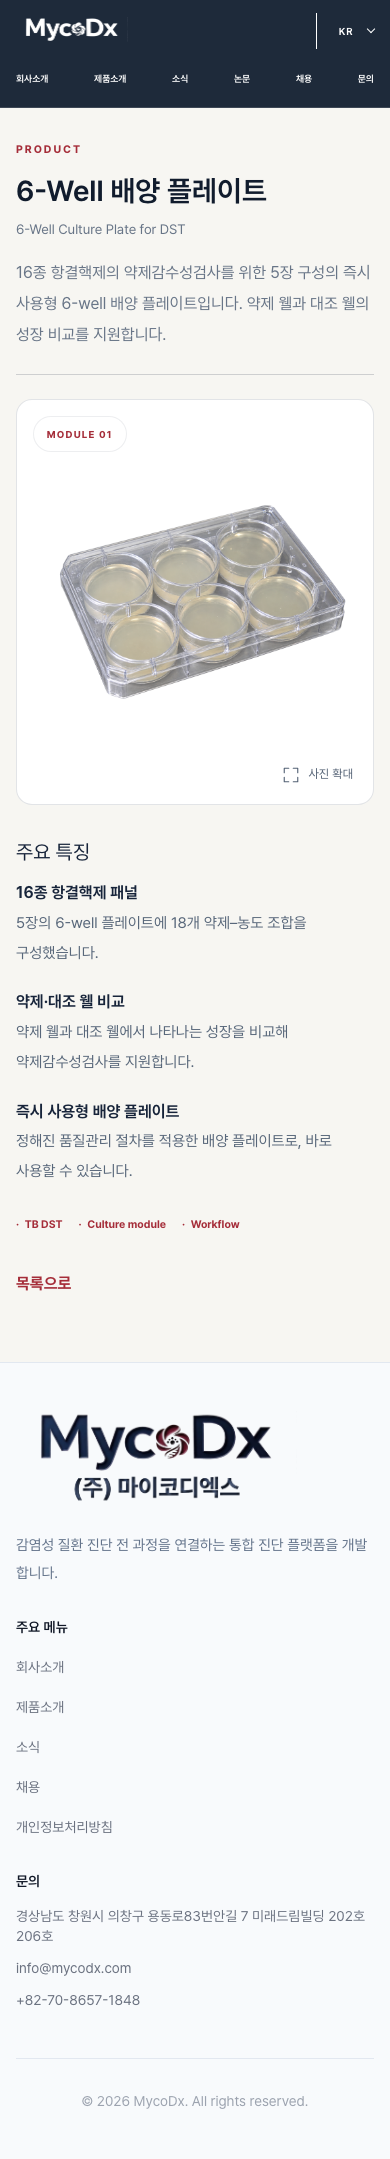 MycoDx
KR
회사소개 제품소개 소식 논문 채용 문의
PRODUCT
6-Well 배양 플레이트
6-Well Culture Plate for DST
16종 항결핵제의 약제감수성검사를 위한 5장 구성의 즉시
사용형 6-well 배양 플레이트입니다. 약제 웰과 대조 웰의
성장 비교를 지원합니다.
MODULE 01
사진 확대
주요 특징
16종 항결핵제 패널
5장의 6-well 플레이트에 18개 약제–농도 조합을
구성했습니다.
약제·대조 웰 비교
약제 웰과 대조 웰에서 나타나는 성장을 비교해
약제감수성검사를 지원합니다.
즉시 사용형 배양 플레이트
정해진 품질관리 절차를 적용한 배양 플레이트로, 바로
사용할 수 있습니다.
· TB DST · Culture module · Workflow
목록으로
MycoDx
(주) 마이코디엑스
감염성 질환 진단 전 과정을 연결하는 통합 진단 플랫폼을 개발
합니다.
주요 메뉴
회사소개
제품소개
소식
채용
개인정보처리방침
문의
경상남도 창원시 의창구 용동로83번안길 7 미래드림빌딩 202호
206호
info@mycodx.com
+82-70-8657-1848
© 2026 MycoDx. All rights reserved.